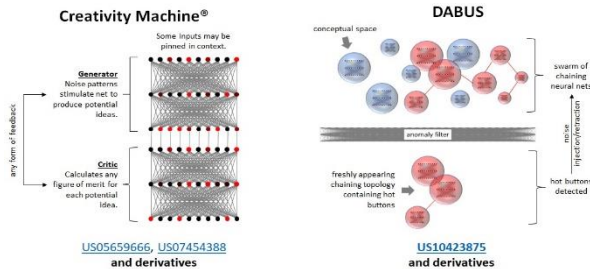 Creativity Machine®
Some Inputs may be
pinned in context.
Generator
Noise patterns
stimulate net to
produce potential
ideas.
any form of feedback
Critic
Calculates any
figure of merit for
each potential
idea.
US05659666, US07454388
and derivatives
DABUS
conceptual space
swarm of
chaining
neural nets
anomaly filter
noise
injection/retraction
freshly appearing
chaining topology
containing hot
buttons
hot buttons
detected
US10423875
and derivatives